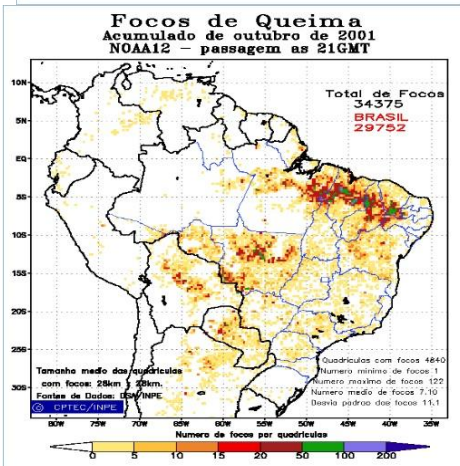 Focos de Queima
Acumulado de outubro de 2001
NOAA12 - passagem as 21GMT
Total de Focos
34375
BRASIL
29752
10N
5N
EQ
5S
10S
15S
20S
25S
30S
Quadriculas com focos 4840
Numero minimo de focos 1
Numero maximo de focos 122
Numero medio de focos 7.10
Desvio padrao dos focos 11.1
Tamanho medio das quadriculas
com focos: 28km x 28km.
Fontes de Dados: DSA/INPE
© CPTEC/INPE
80W 75W 70W 65W 60W 55W 50W 45W 40W 35W
Numero de focos por quadriculas
0 5 10 15 20 50 100 200